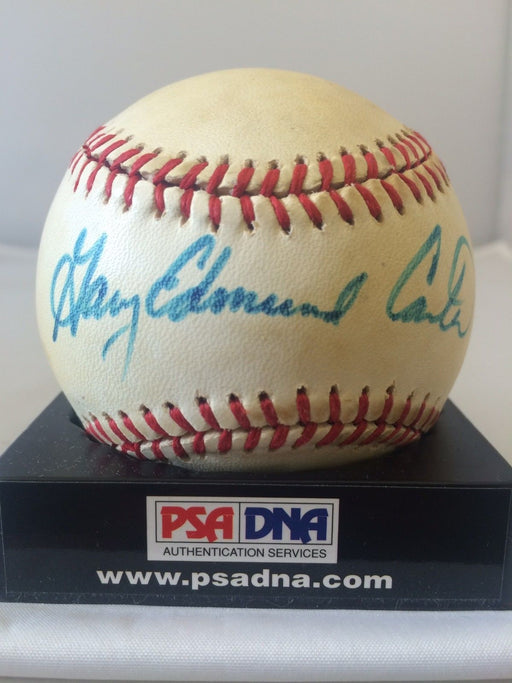 Gary Edmund Carter
PSA DNA
AUTHENTICATION SERVICES
www.psadna.com